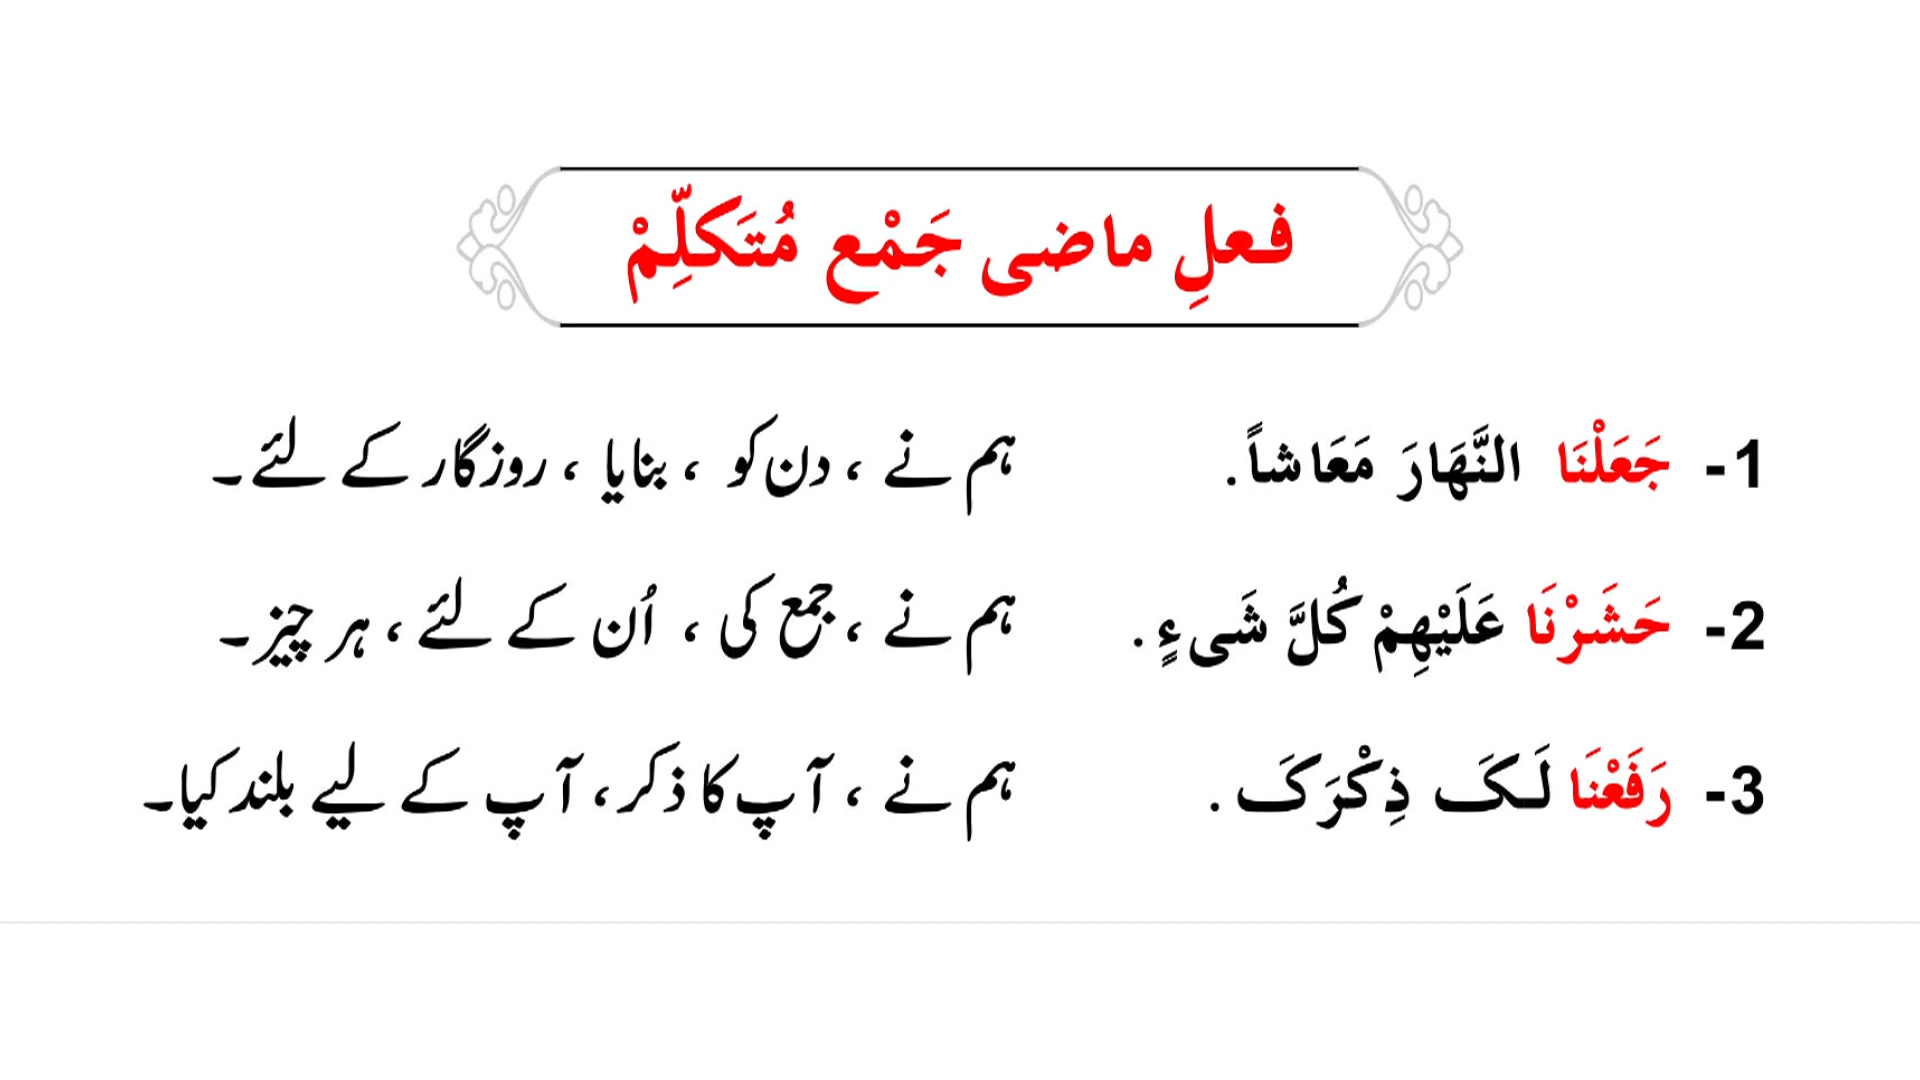 فعلِ ماضی جَمْع مُتَکلِّمْ
1- جَعَلْنَا النَّهَارَ مَعَاشاً. ہم نے ، دن کو ، بنایا ، روزگار کے لئے۔
2- حَشَرْنَا عَلَيْهِمْ كُلَّ شَیءٍ. ہم نے ، جمع کی ، اُن کے لئے ، ہر چیز۔
3- رَفَعْنَا لَکَ ذِکْرَکَ. ہم نے ، آپ کا ذکر ، آپ کے لیے بلند کیا۔